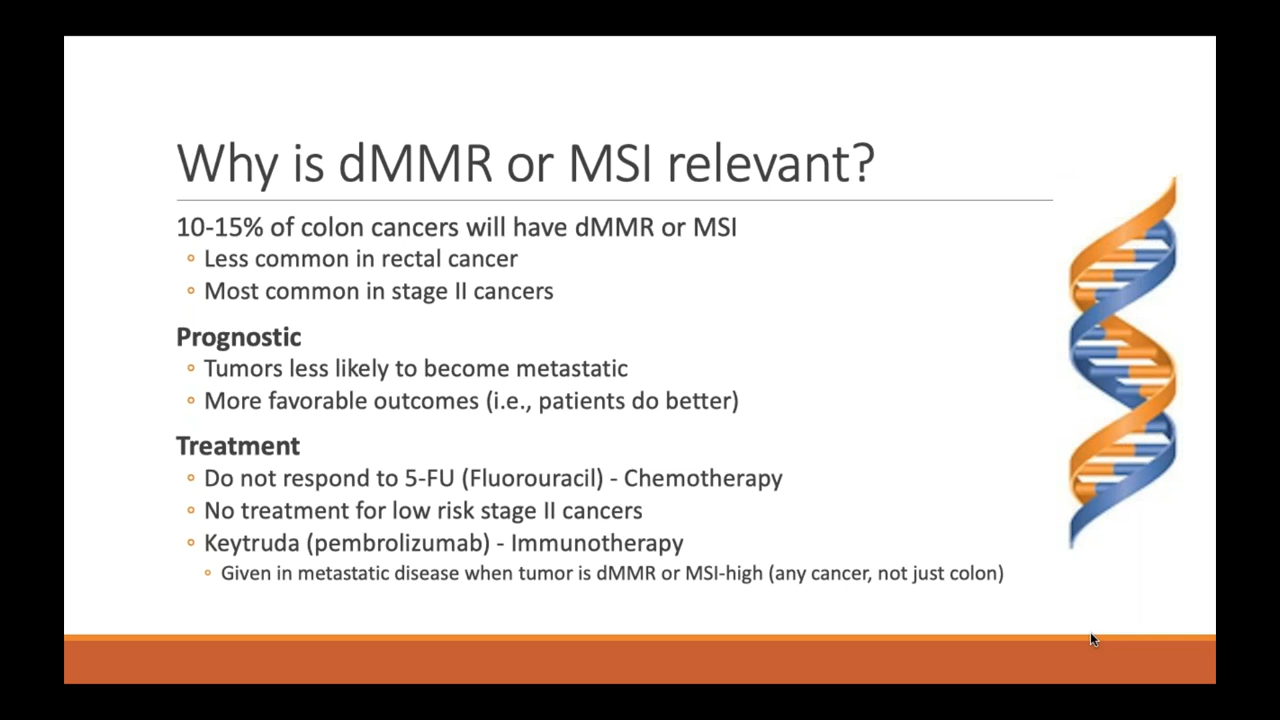 Why is dMMR or MSI relevant?
10-15% of colon cancers will have dMMR or MSI
◦ Less common in rectal cancer
◦ Most common in stage II cancers
Prognostic
◦ Tumors less likely to become metastatic
◦ More favorable outcomes (i.e., patients do better)
Treatment
◦ Do not respond to 5-FU (Fluorouracil) - Chemotherapy
◦ No treatment for low risk stage II cancers
◦ Keytruda (pembrolizumab) - Immunotherapy
◦ Given in metastatic disease when tumor is dMMR or MSI-high (any cancer, not just colon)